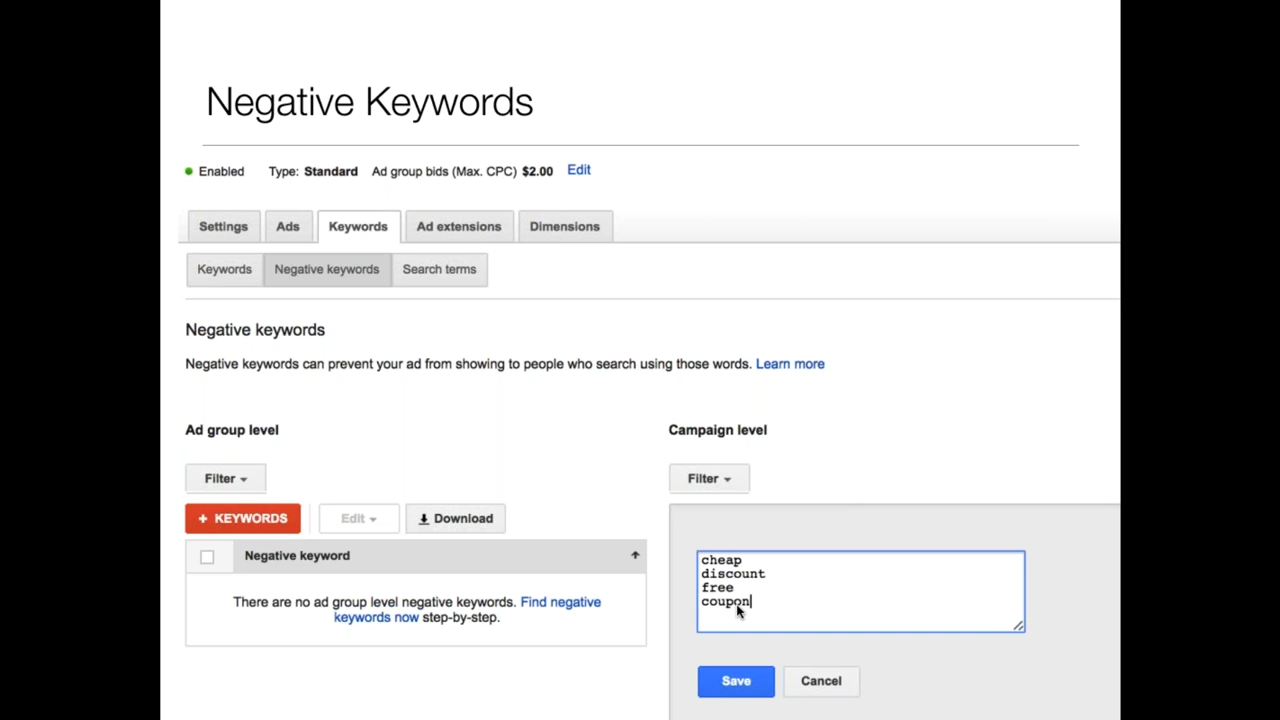 Negative Keywords
Enabled Type: Standard Ad group bids (Max. CPC) $2.00 Edit
Settings Ads Keywords Ad extensions Dimensions
Keywords Negative keywords Search terms
Negative keywords
Negative keywords can prevent your ad from showing to people who search using those words. Learn more
Ad group level
Filter
+ KEYWORDS Edit Download
Negative keyword
There are no ad group level negative keywords. Find negative
keywords now step-by-step.
Campaign level
Filter
cheap
discount
free
coupon
Save Cancel